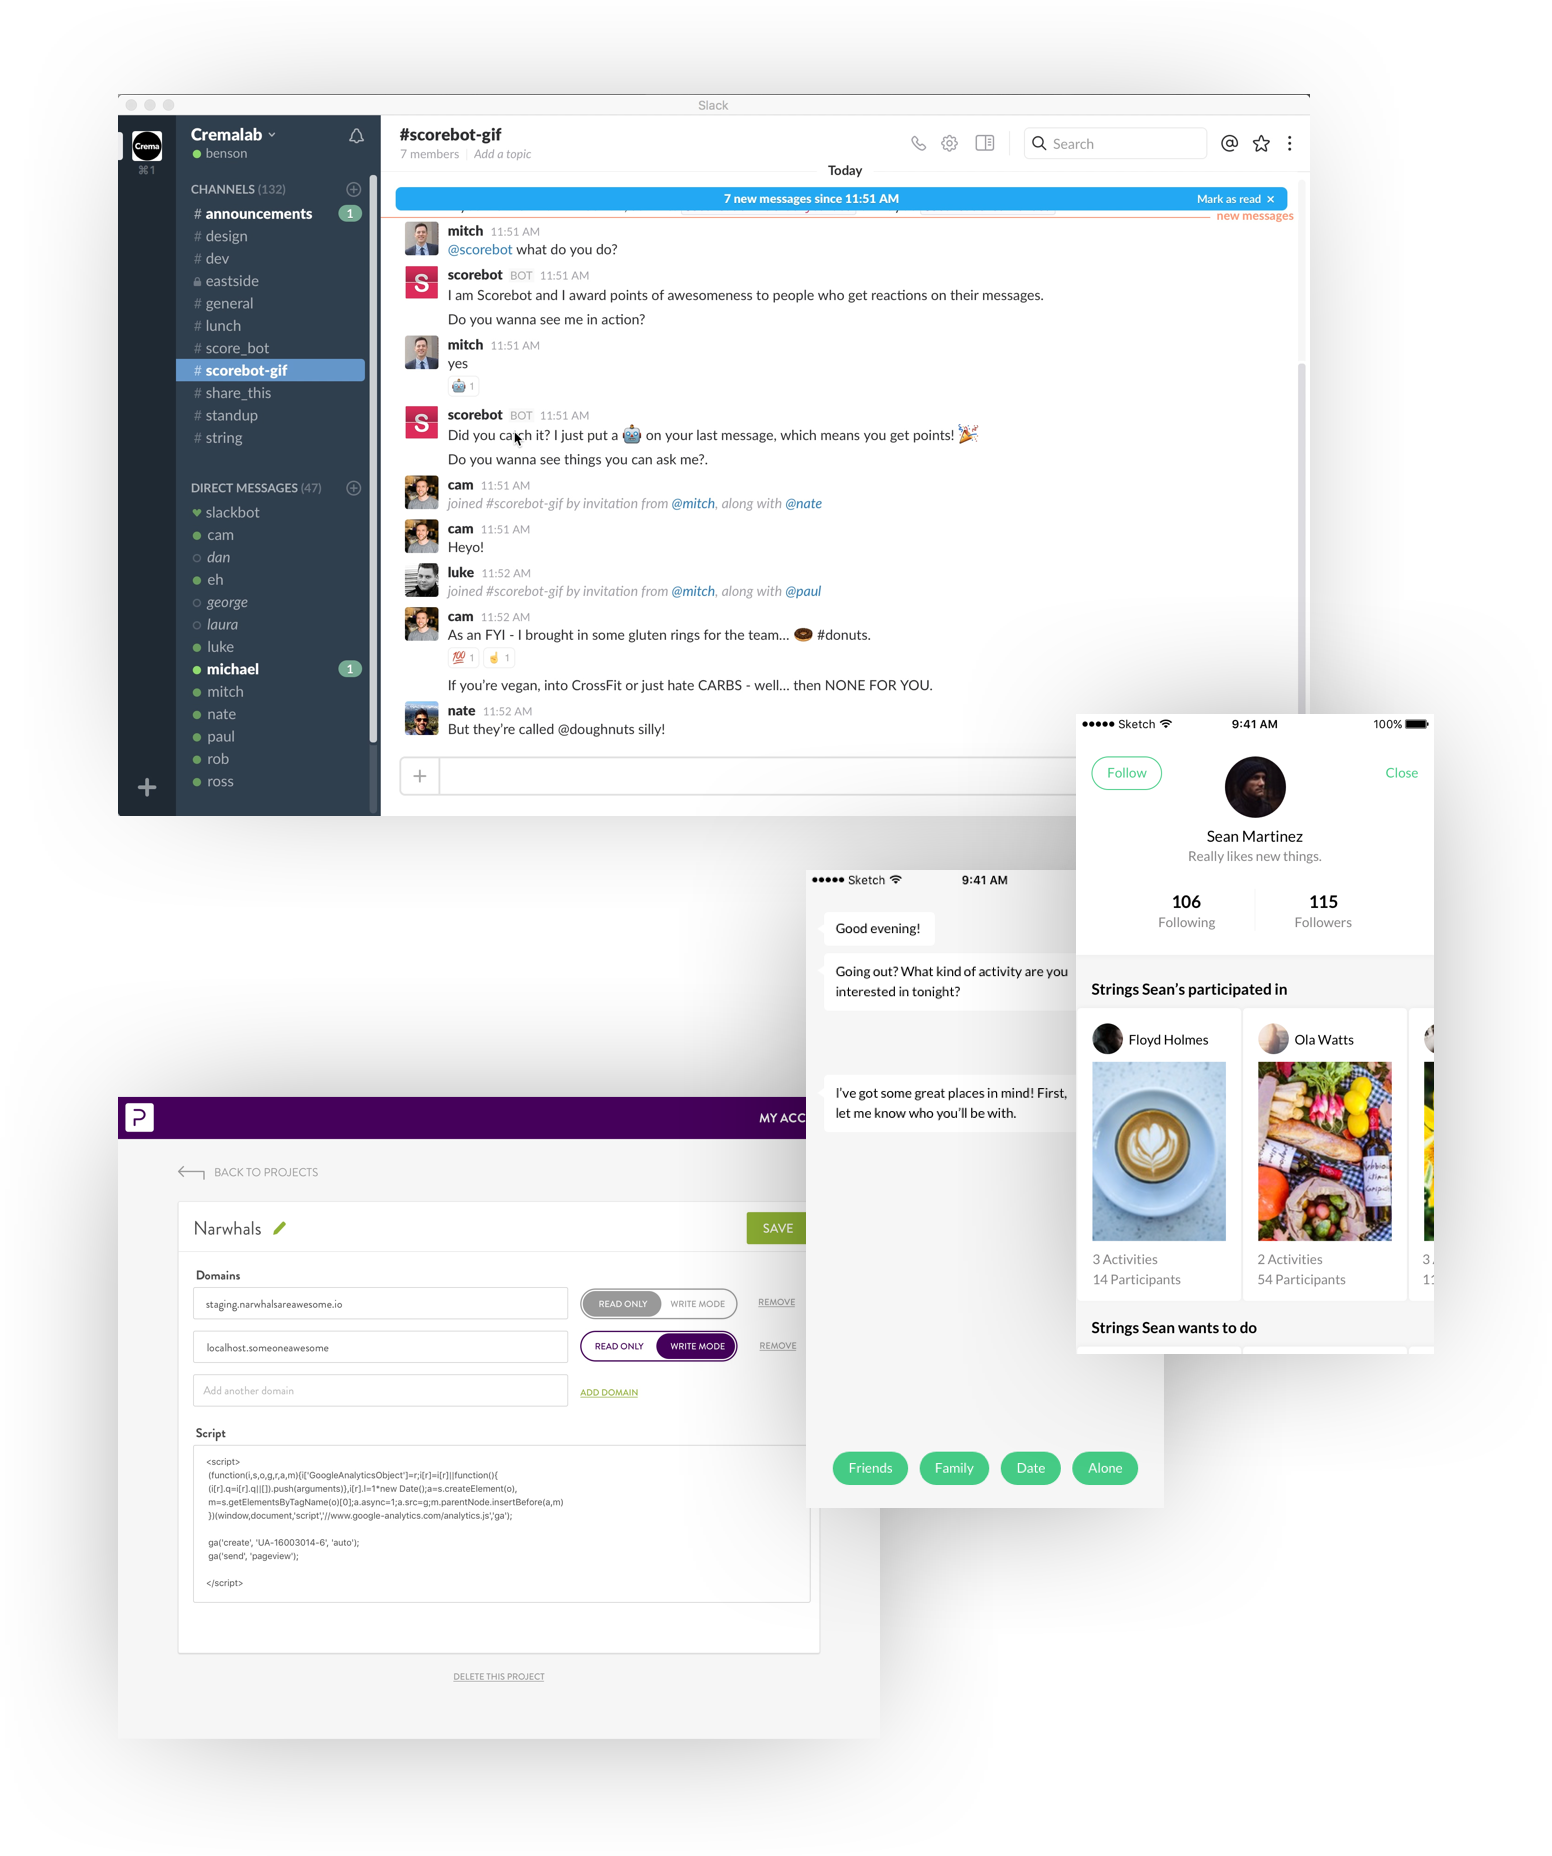 Slack
Crema
⌘1
Cremalab
benson
CHANNELS (132)
# announcements 1
# design
# dev
eastside
# general
# lunch
# score_bot
# scorebot-gif
# share_this
# standup
# string
DIRECT MESSAGES (47)
slackbot
cam
dan
eh
george
laura
luke
michael 1
mitch
nate
paul
rob
ross
#scorebot-gif
7 members | Add a topic
Search
Today
7 new messages since 11:51 AM
Mark as read ×
new messages
mitch 11:51 AM
@scorebot what do you do?
S
scorebot BOT 11:51 AM
I am Scorebot and I award points of awesomeness to people who get reactions on their messages.
Do you wanna see me in action?
mitch 11:51 AM
yes
🤖 1
S
scorebot BOT 11:51 AM
Did you catch it? I just put a 🤖 on your last message, which means you get points! 🎉
Do you wanna see things you can ask me?.
cam 11:51 AM
joined #scorebot-gif by invitation from @mitch, along with @nate
cam 11:51 AM
Heyo!
luke 11:52 AM
joined #scorebot-gif by invitation from @mitch, along with @paul
cam 11:52 AM
As an FYI - I brought in some gluten rings for the team... 🍩 #donuts.
💯 1 ☝ 1
If you're vegan, into CrossFit or just hate CARBS - well... then NONE FOR YOU.
nate 11:52 AM
But they're called @doughnuts silly!
Sketch 9:41 AM 100%
Follow
Close
Sean Martinez
Really likes new things.
106
Following
115
Followers
Strings Sean's participated in
Floyd Holmes
3 Activities
14 Participants
Ola Watts
2 Activities
54 Participants
3
11
Strings Sean wants to do
Sketch 9:41 AM
Good evening!
Going out? What kind of activity are you
interested in tonight?
I've got some great places in mind! First,
let me know who you'll be with.
Friends
Family
Date
Alone
P
MY ACC
BACK TO PROJECTS
Narwhals
SAVE
Domains
staging.narwhalsareawesome.io
READ ONLY WRITE MODE
REMOVE
localhost.someoneawesome
READ ONLY WRITE MODE
REMOVE
Add another domain
ADD DOMAIN
Script
<script>
(function(i,s,o,g,r,a,m){i['GoogleAnalyticsObject']=r;i[r]=i[r]||function(){
(i[r].q=i[r].q||[]).push(arguments)},i[r].l=1*new Date();a=s.createElement(o),
m=s.getElementsByTagName(o)[0];a.async=1;a.src=g;m.parentNode.insertBefore(a,m)
})(window,document,'script','//www.google-analytics.com/analytics.js','ga');
ga('create', 'UA-16003014-6', 'auto');
ga('send', 'pageview');
</script>
DELETE THIS PROJECT